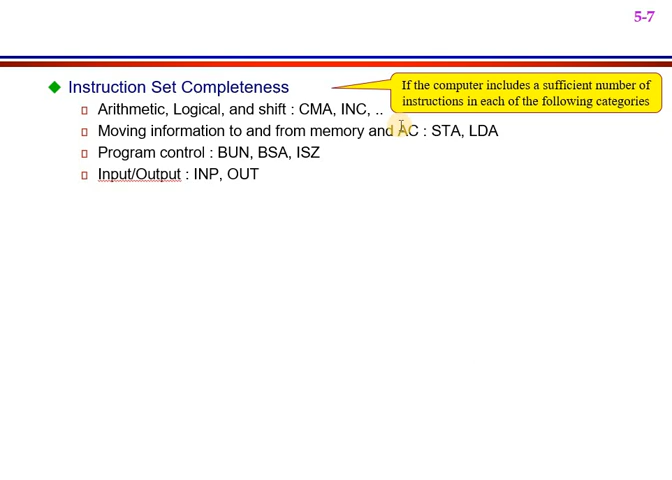 5-7
Instruction Set Completeness
If the computer includes a sufficient number of
instructions in each of the following categories
Arithmetic, Logical, and shift : CMA, INC, ..
Moving information to and from memory and AC : STA, LDA
Program control : BUN, BSA, ISZ
Input/Output : INP, OUT